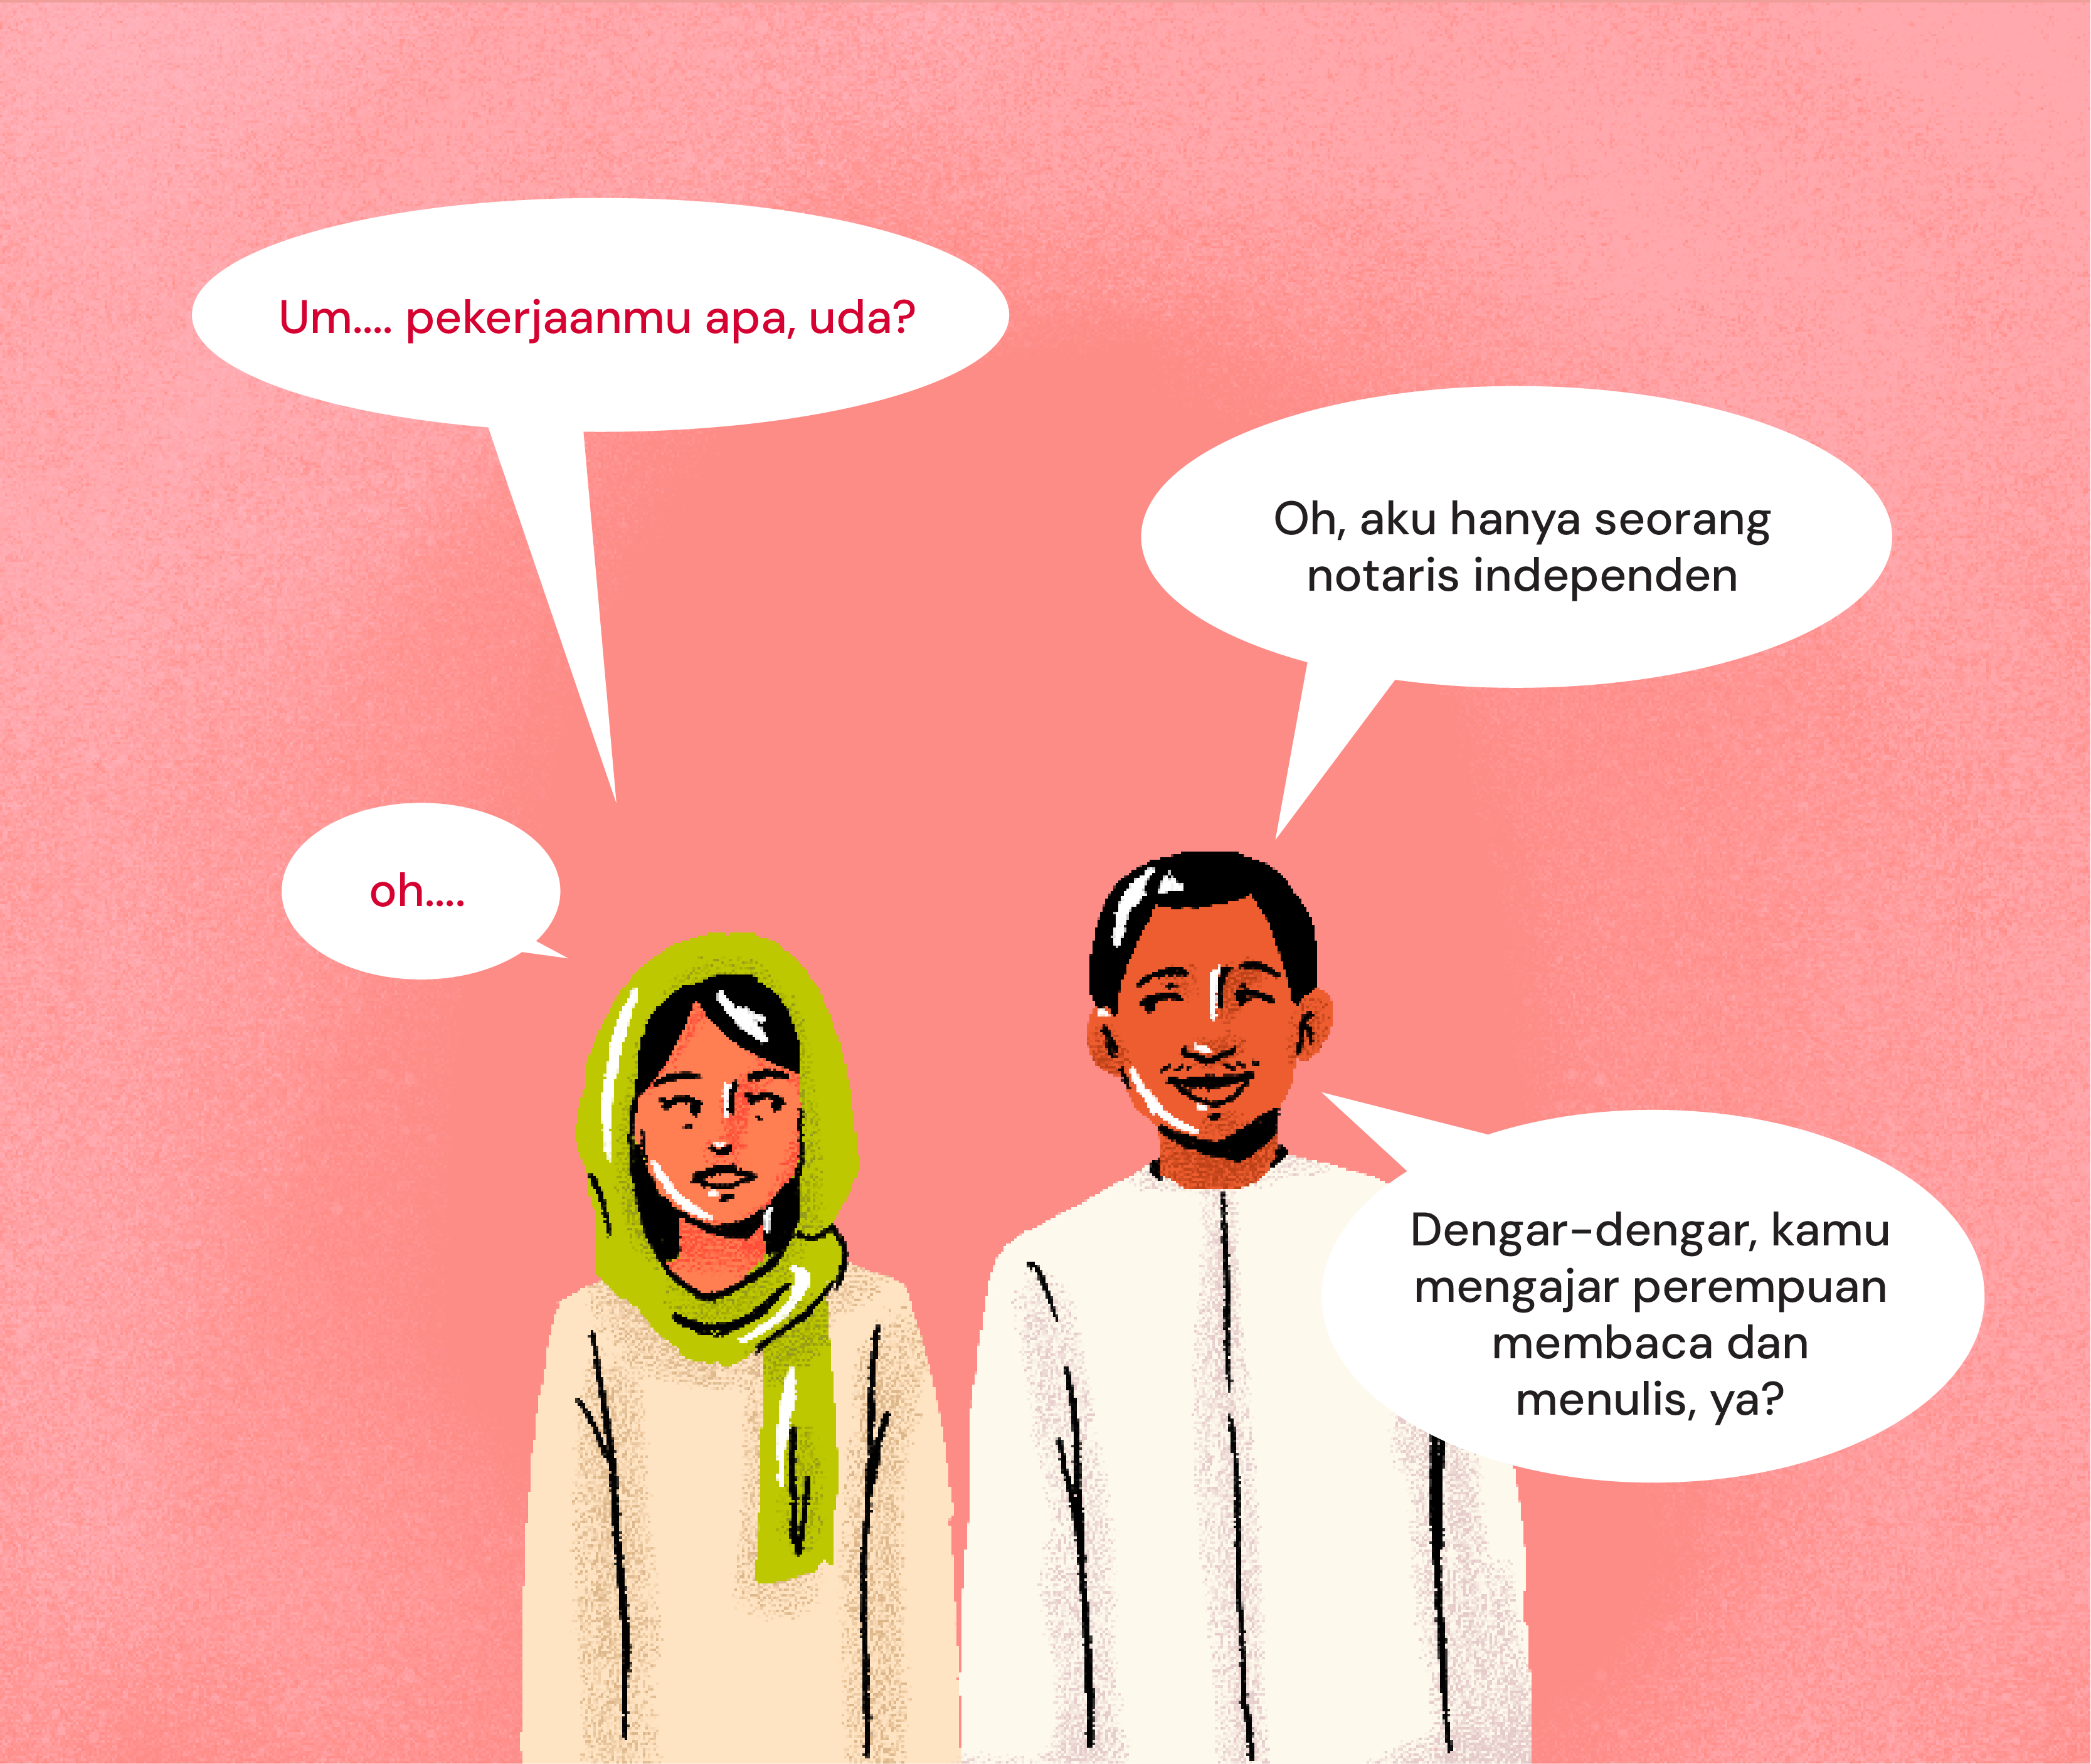 Um.... pekerjaanmu apa, uda?
Oh, aku hanya seorang
notaris independen
oh....
Dengar-dengar, kamu
mengajar perempuan
membaca dan
menulis, ya?